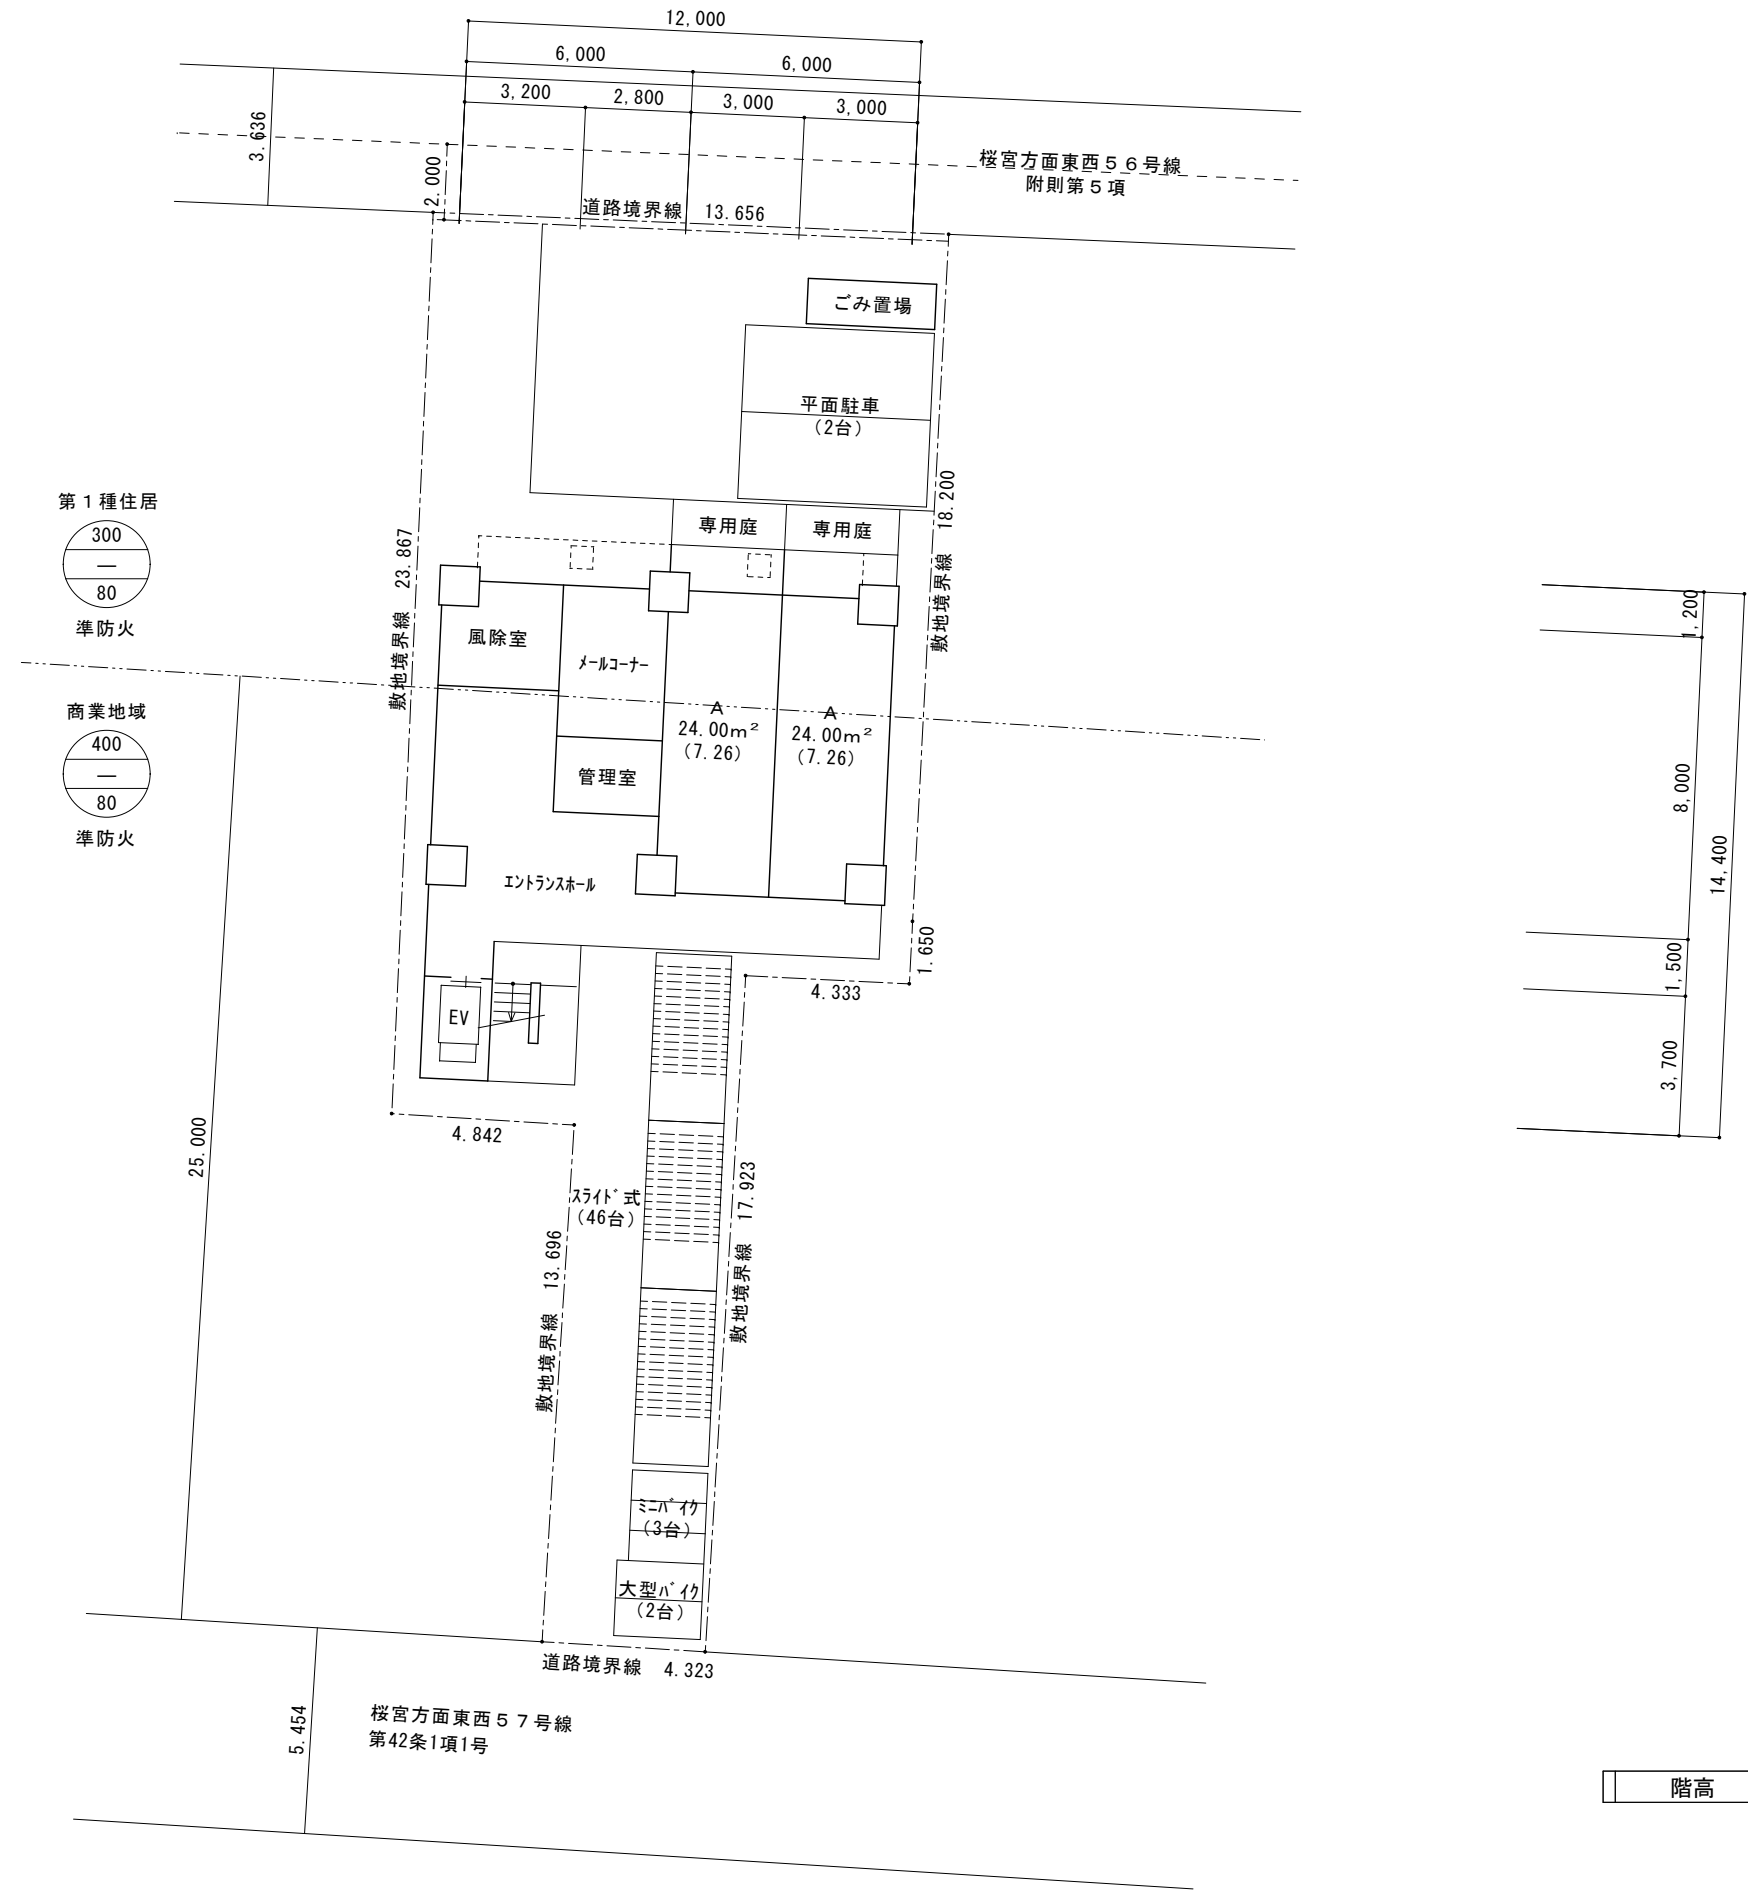 12,000
6,000
6,000
3,200
2,800
3,000
3,000
3.636
2.000
桜宮方面東西56号線
附則第5項
道路境界線 13.656
ごみ置場
平面駐車
(2台)
第1種住居
300
—
80
準防火
敷地境界線 23.867
敷地境界線 18.200
専用庭
専用庭
風除室
メールコーナー
商業地域
400
—
80
準防火
A
24.00m²
(7.26)
A
24.00m²
(7.26)
管理室
エントランスホール
1,200
8,000
14,400
1,500
3,700
1.650
4.333
EV
4.842
25.000
スライド式
(46台)
敷地境界線 17.923
敷地境界線 13.696
ミニバイク
(3台)
大型バイク
(2台)
道路境界線 4.323
5.454
桜宮方面東西57号線
第42条1項1号
階高